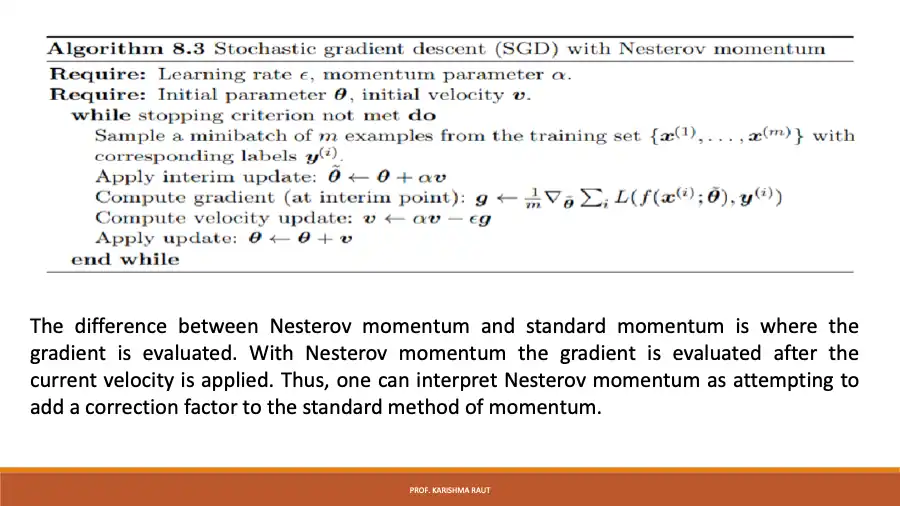 Algorithm 8.3 Stochastic gradient descent (SGD) with Nesterov momentum
Require: Learning rate ϵ, momentum parameter α.
Require: Initial parameter θ, initial velocity v.
while stopping criterion not met do
Sample a minibatch of m examples from the training set {x⁽¹⁾, . . . , x⁽ᵐ⁾} with
corresponding labels y⁽ⁱ⁾.
Apply interim update: θ̃ ← θ + αv
Compute gradient (at interim point): g ← 1/m ∇_θ̃ ∑ᵢ L(f(x⁽ⁱ⁾; θ̃), y⁽ⁱ⁾)
Compute velocity update: v ← αv − ϵg
Apply update: θ ← θ + v
end while
The difference between Nesterov momentum and standard momentum is where the
gradient is evaluated. With Nesterov momentum the gradient is evaluated after the
current velocity is applied. Thus, one can interpret Nesterov momentum as attempting to
add a correction factor to the standard method of momentum.
PROF. KARISHMA RAUT